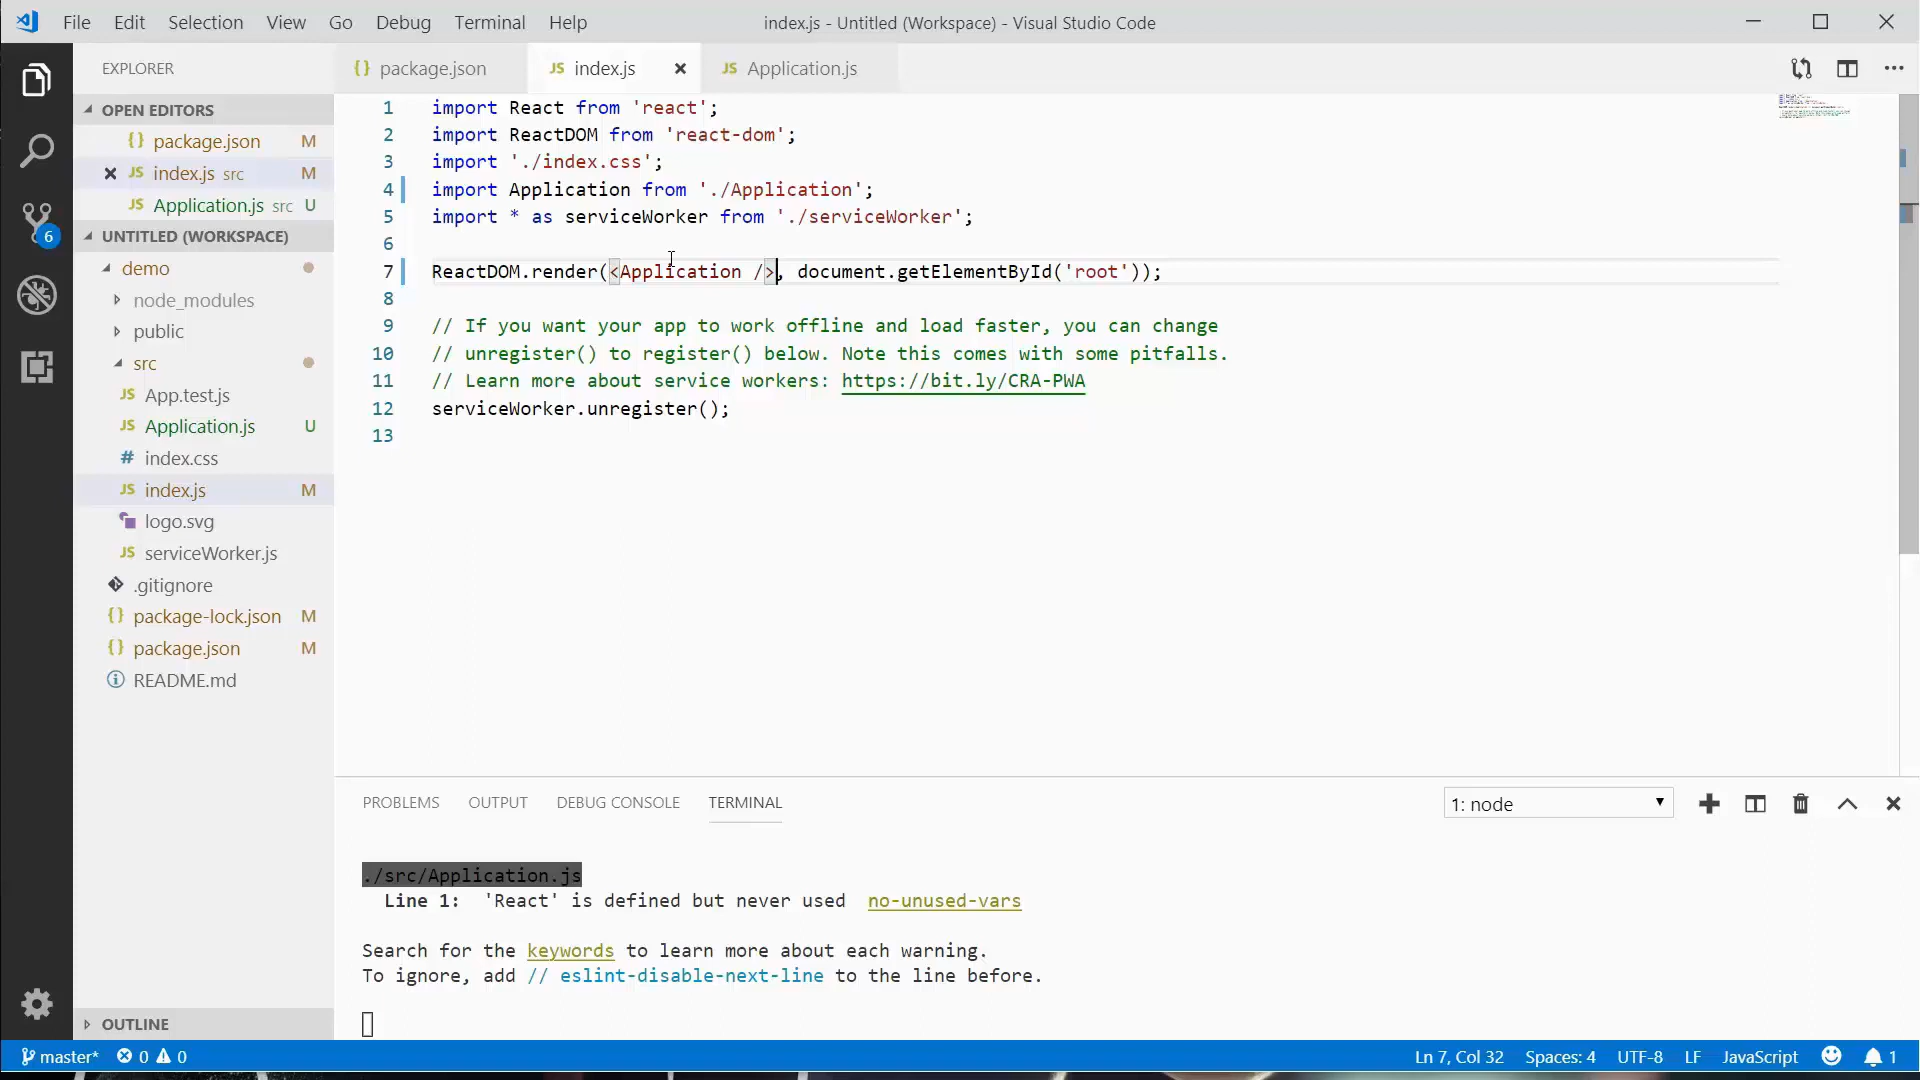 File Edit Selection View Go Debug Terminal Help
index.js - Untitled (Workspace) - Visual Studio Code
EXPLORER
OPEN EDITORS
{} package.json M
JS index.js src M
JS Application.js src U
UNTITLED (WORKSPACE)
demo
node_modules
public
src
JS App.test.js
JS Application.js U
# index.css
JS index.js M
logo.svg
JS serviceWorker.js
.gitignore
{} package-lock.json M
{} package.json M
README.md
OUTLINE
6
{} package.json
JS index.js
JS Application.js
1 import React from 'react';
2 import ReactDOM from 'react-dom';
3 import './index.css';
4 import Application from './Application';
5 import * as serviceWorker from './serviceWorker';
6
7 ReactDOM.render(<Application />, document.getElementById('root'));
8
9 // If you want your app to work offline and load faster, you can change
10 // unregister() to register() below. Note this comes with some pitfalls.
11 // Learn more about service workers: https://bit.ly/CRA-PWA
12 serviceWorker.unregister();
13
PROBLEMS OUTPUT DEBUG CONSOLE TERMINAL
1: node
./src/Application.js
Line 1: 'React' is defined but never used no-unused-vars
Search for the keywords to learn more about each warning.
To ignore, add // eslint-disable-next-line to the line before.
master* 0 0
Ln 7, Col 32 Spaces: 4 UTF-8 LF JavaScript 1